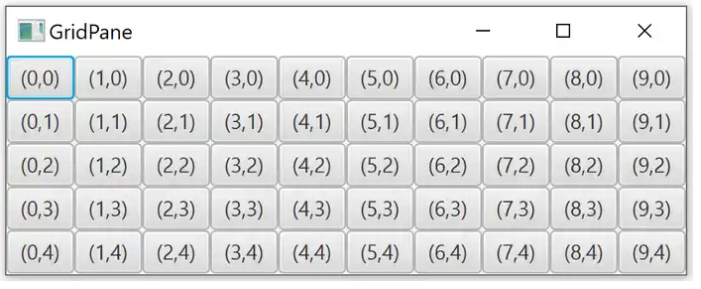 GridPane
(0,0) (1,0) (2,0) (3,0) (4,0) (5,0) (6,0) (7,0) (8,0) (9,0)
(0,1) (1,1) (2,1) (3,1) (4,1) (5,1) (6,1) (7,1) (8,1) (9,1)
(0,2) (1,2) (2,2) (3,2) (4,2) (5,2) (6,2) (7,2) (8,2) (9,2)
(0,3) (1,3) (2,3) (3,3) (4,3) (5,3) (6,3) (7,3) (8,3) (9,3)
(0,4) (1,4) (2,4) (3,4) (4,4) (5,4) (6,4) (7,4) (8,4) (9,4)